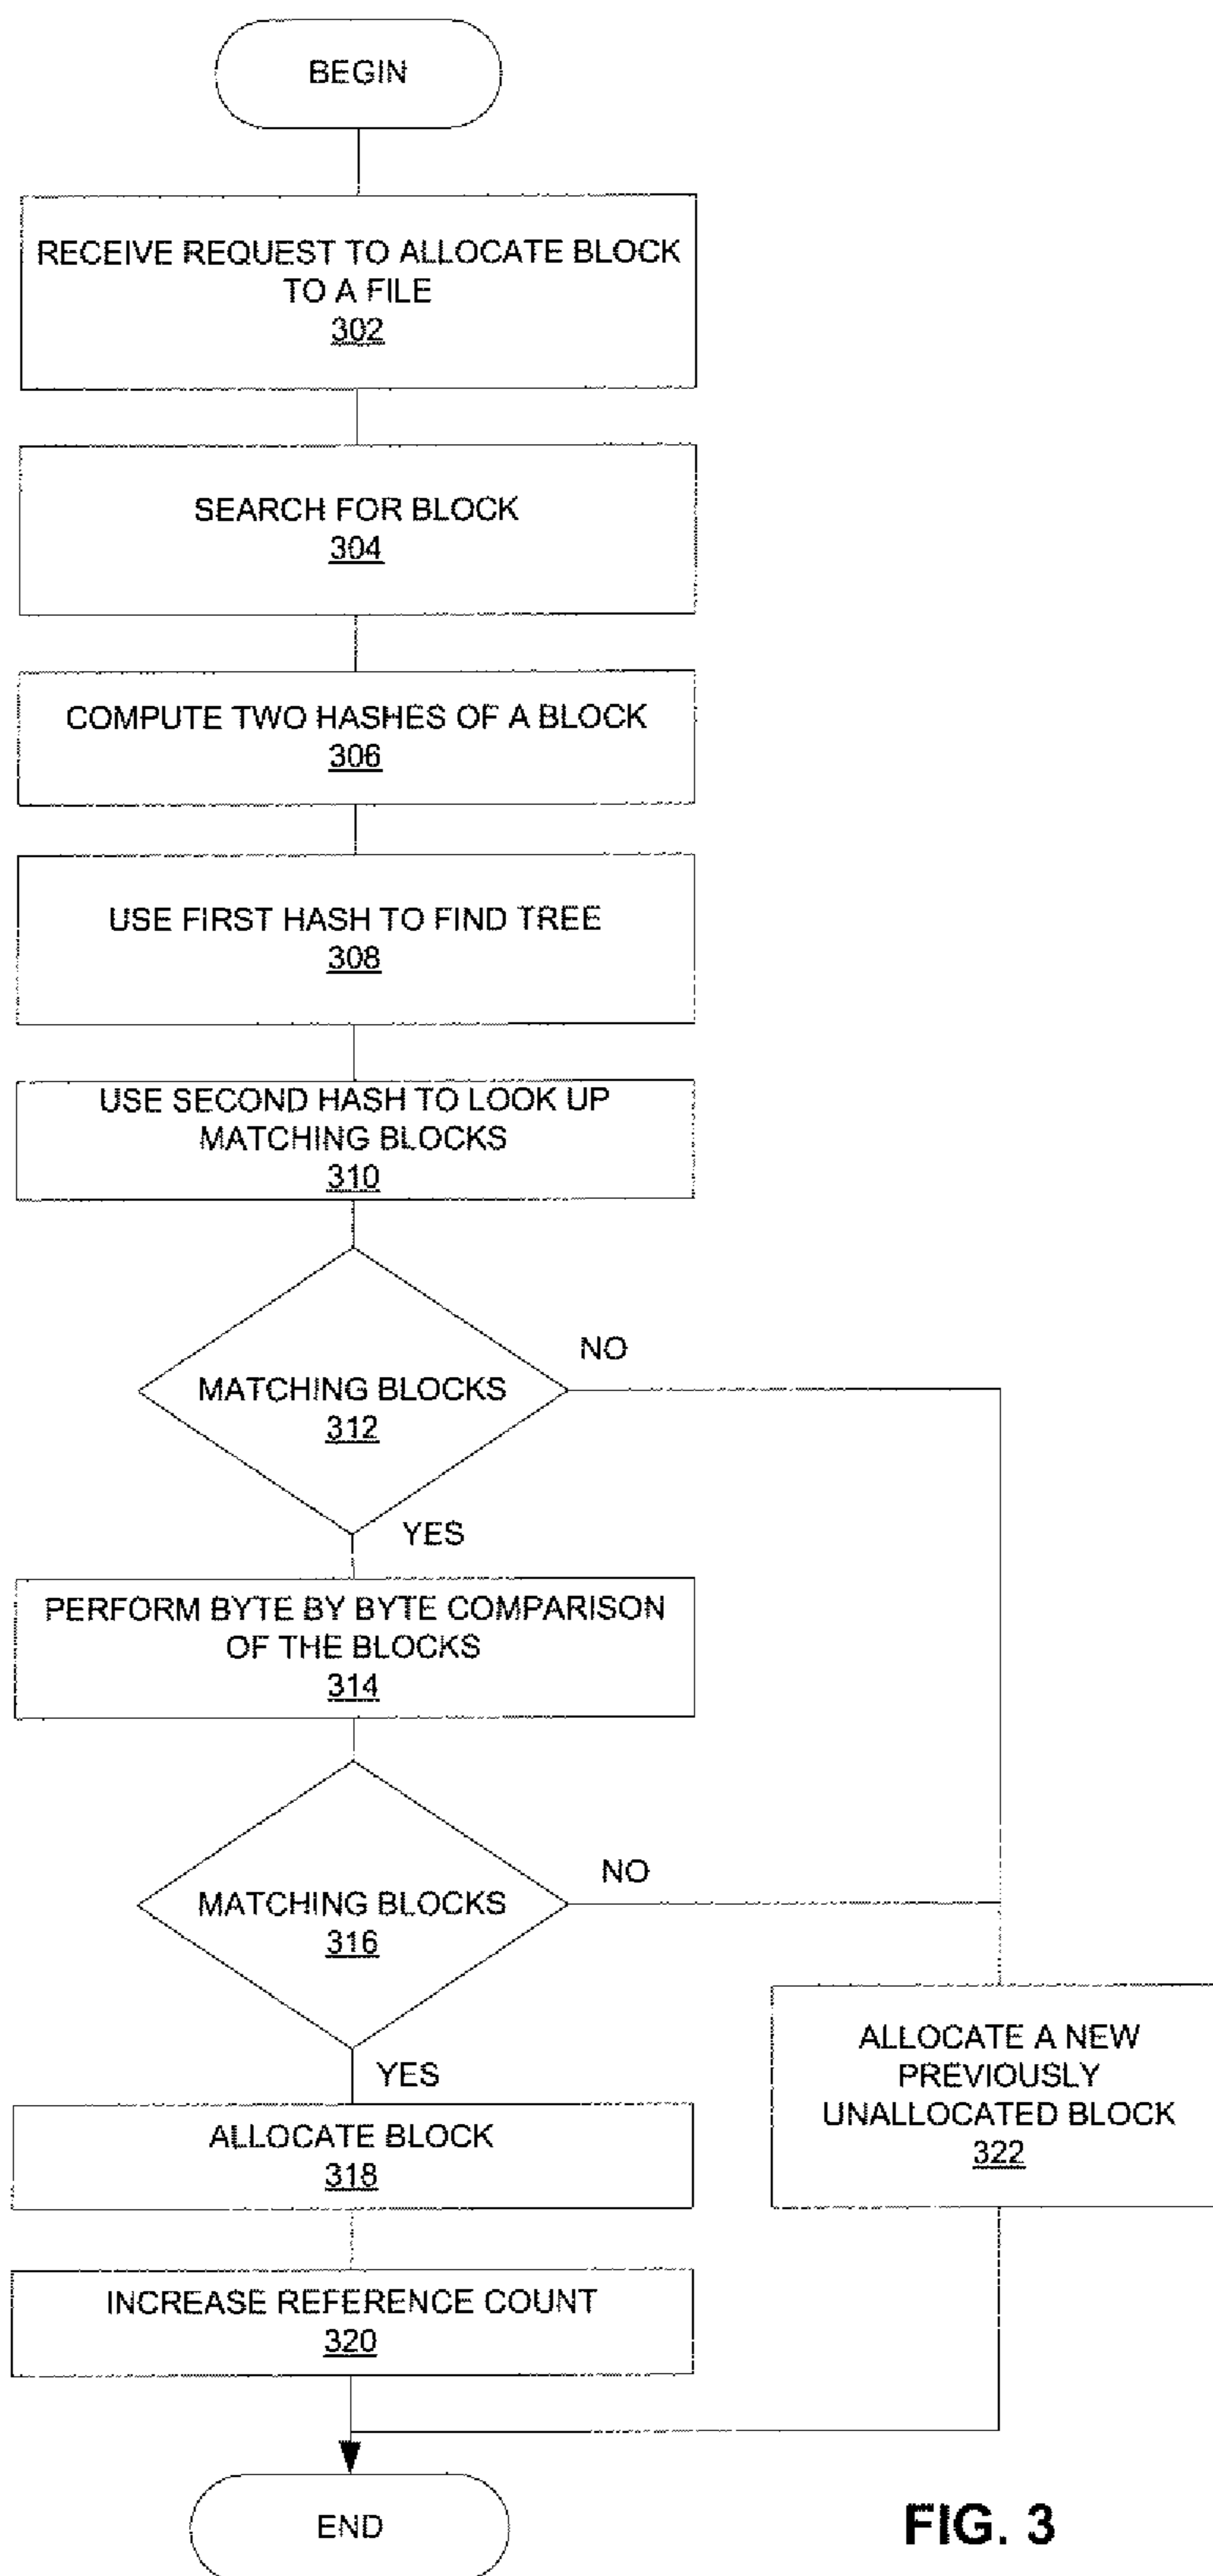 BEGIN
RECEIVE REQUEST TO ALLOCATE BLOCK
TO A FILE
302
SEARCH FOR BLOCK
304
COMPUTE TWO HASHES OF A BLOCK
306
USE FIRST HASH TO FIND TREE
308
USE SECOND HASH TO LOOK UP
MATCHING BLOCKS
310
NO
MATCHING BLOCKS
312
YES
PERFORM BYTE BY BYTE COMPARISON
OF THE BLOCKS
314
NO
MATCHING BLOCKS
316
YES
ALLOCATE BLOCK
318
ALLOCATE A NEW
PREVIOUSLY
UNALLOCATED BLOCK
322
INCREASE REFERENCE COUNT
320
END
FIG. 3